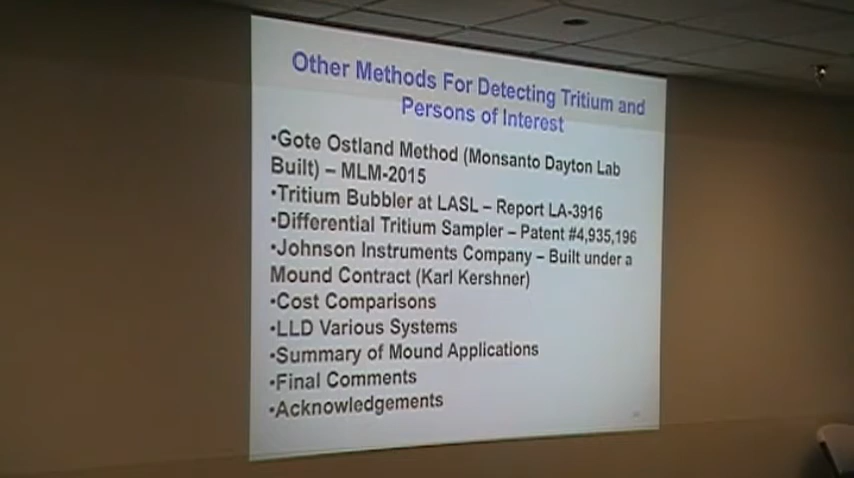 Other Methods For Detecting Tritium and
Persons of Interest
•Gote Ostland Method (Monsanto Dayton Lab
Built) – MLM-2015
•Tritium Bubbler at LASL – Report LA-3916
•Differential Tritium Sampler – Patent #4,935,196
•Johnson Instruments Company – Built under a
Mound Contract (Karl Kershner)
•Cost Comparisons
•LLD Various Systems
•Summary of Mound Applications
•Final Comments
•Acknowledgements